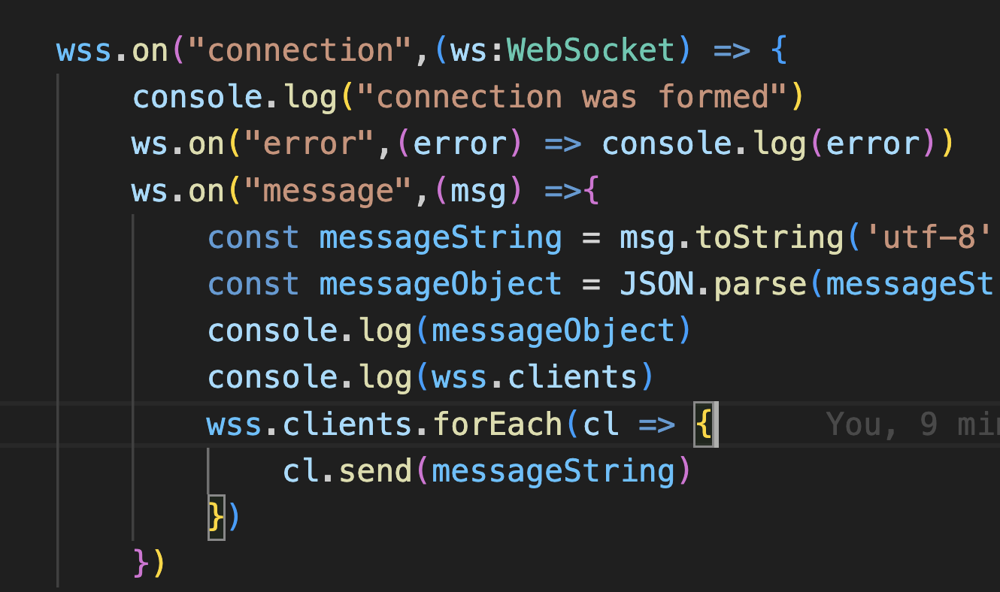 wss.on("connection",(ws:WebSocket) => {
console.log("connection was formed")
ws.on("error",(error) => console.log(error))
ws.on("message",(msg) =>{
const messageString = msg.toString('utf-8'
const messageObject = JSON.parse(messageSt
console.log(messageObject)
console.log(wss.clients)
wss.clients.forEach(cl => { You, 9 min
cl.send(messageString)
})
})